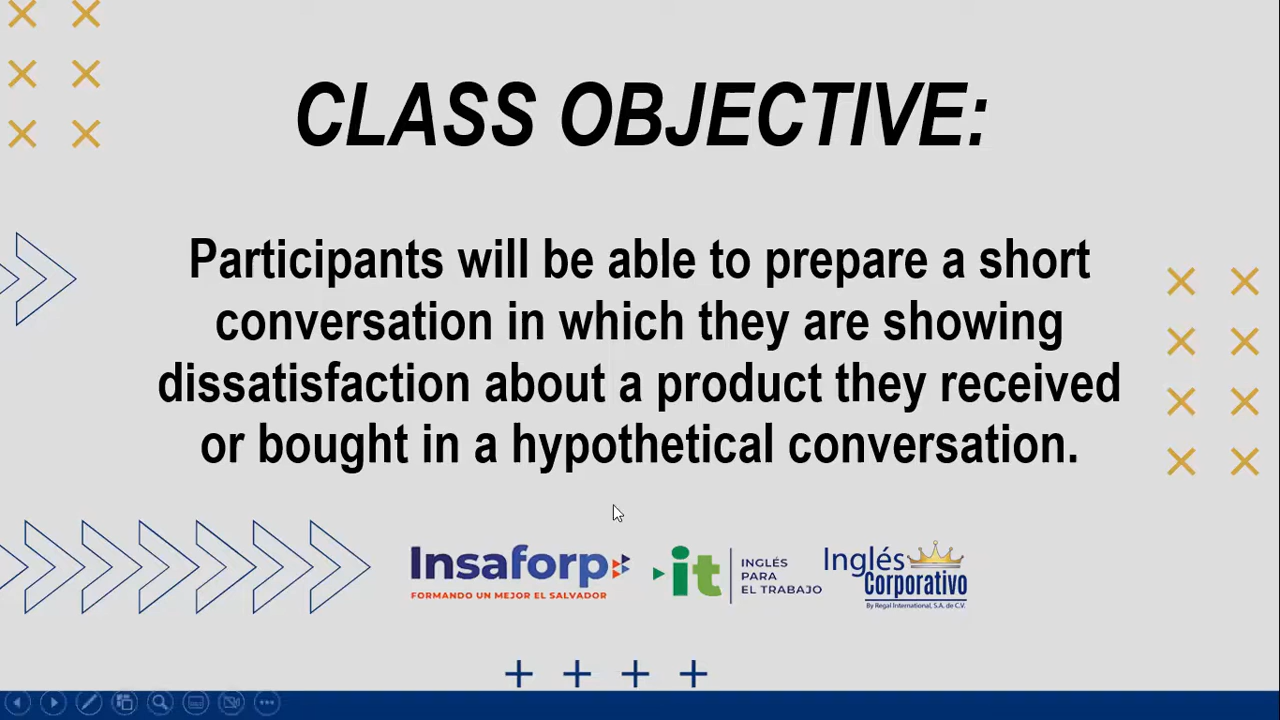 CLASS OBJECTIVE:
Participants will be able to prepare a short
conversation in which they are showing
dissatisfaction about a product they received
or bought in a hypothetical conversation.
Insaforp
FORMANDO UN MEJOR EL SALVADOR
it
INGLÉS
PARA
EL TRABAJO
Inglés
Corporativo
By Regal International, S.A. de C.V.